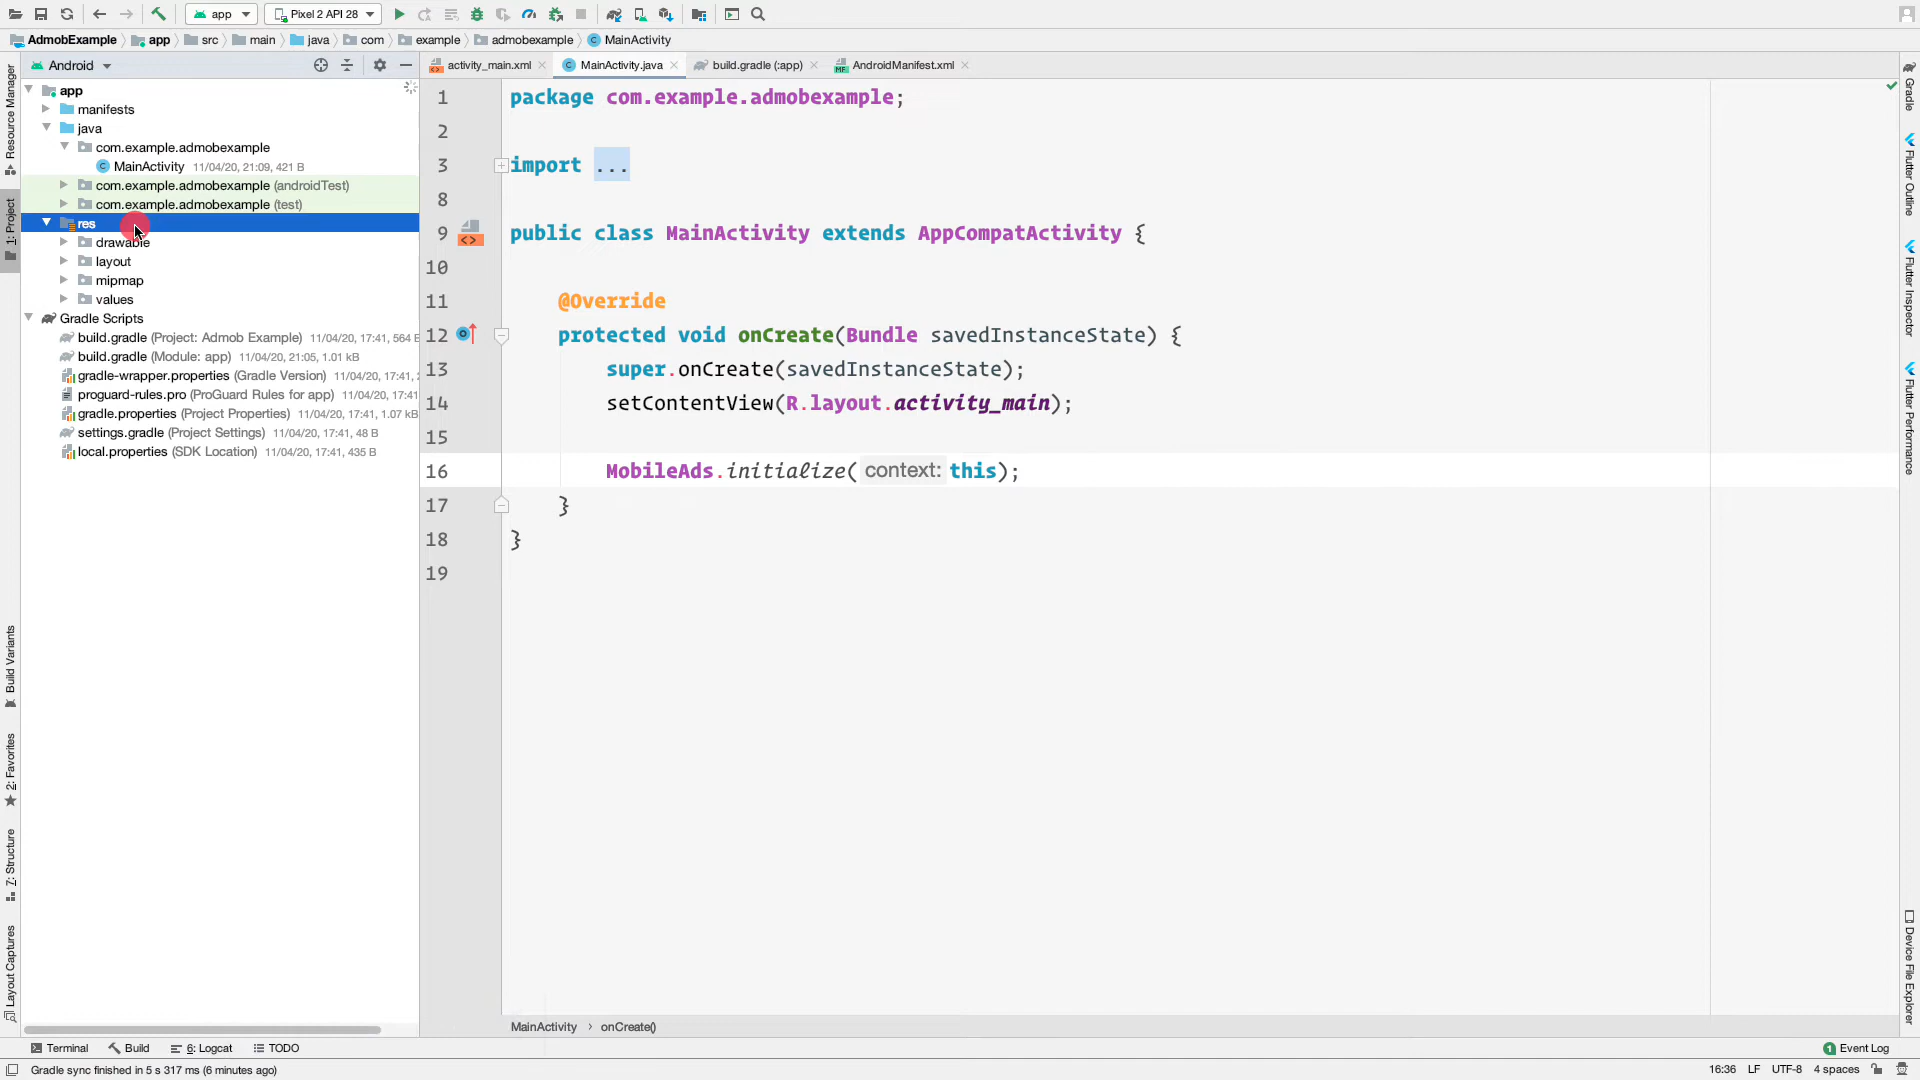 app
Pixel 2 API 28
AdmobExample app src main java com example admobexample MainActivity
Android
activity_main.xml MainActivity.java build.gradle (:app) AndroidManifest.xml
Resource Manager
1: Project
Build Variants
2: Favorites
7: Structure
Layout Captures
app
manifests
java
com.example.admobexample
MainActivity 11/04/20, 21:09, 421 B
com.example.admobexample (androidTest)
com.example.admobexample (test)
res
drawable
layout
mipmap
values
Gradle Scripts
build.gradle (Project: Admob Example) 11/04/20, 17:41, 564 B
build.gradle (Module: app) 11/04/20, 21:05, 1.01 kB
gradle-wrapper.properties (Gradle Version) 11/04/20, 17:41, 2
proguard-rules.pro (ProGuard Rules for app) 11/04/20, 17:41
gradle.properties (Project Properties) 11/04/20, 17:41, 1.07 kB
settings.gradle (Project Settings) 11/04/20, 17:41, 48 B
local.properties (SDK Location) 11/04/20, 17:41, 435 B
1 package com.example.admobexample;
2
3 import ...
8
9 public class MainActivity extends AppCompatActivity {
10
11 @Override
12 protected void onCreate(Bundle savedInstanceState) {
13 super.onCreate(savedInstanceState);
14 setContentView(R.layout.activity_main);
15
16 MobileAds.initialize( context: this);
17 }
18 }
19
MainActivity › onCreate()
Gradle
Flutter Outline
Flutter Inspector
Flutter Performance
Device File Explorer
Terminal Build 6: Logcat TODO
1 Event Log
Gradle sync finished in 5 s 317 ms (6 minutes ago)
16:36 LF UTF-8 4 spaces